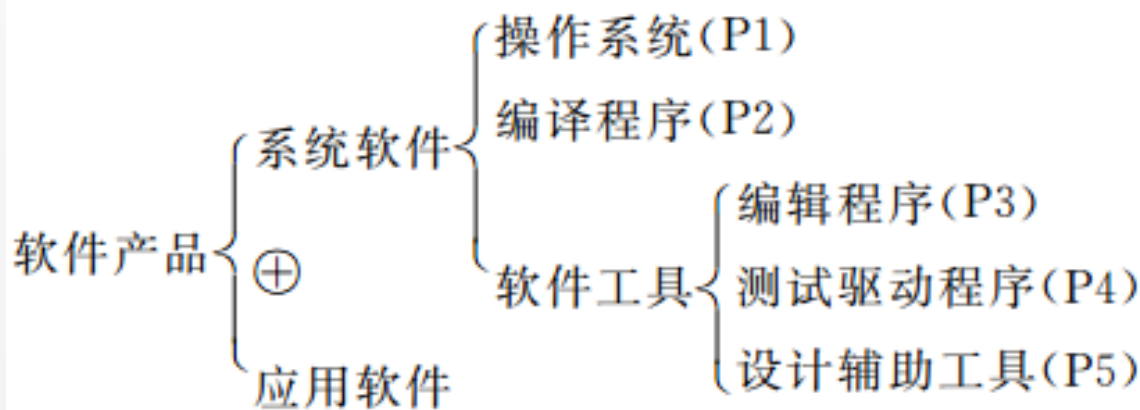 操作系统(P1)
编译程序(P2)
系统软件
编辑程序(P3)
软件产品
⊕
软件工具
测试驱动程序(P4)
设计辅助工具(P5)
应用软件